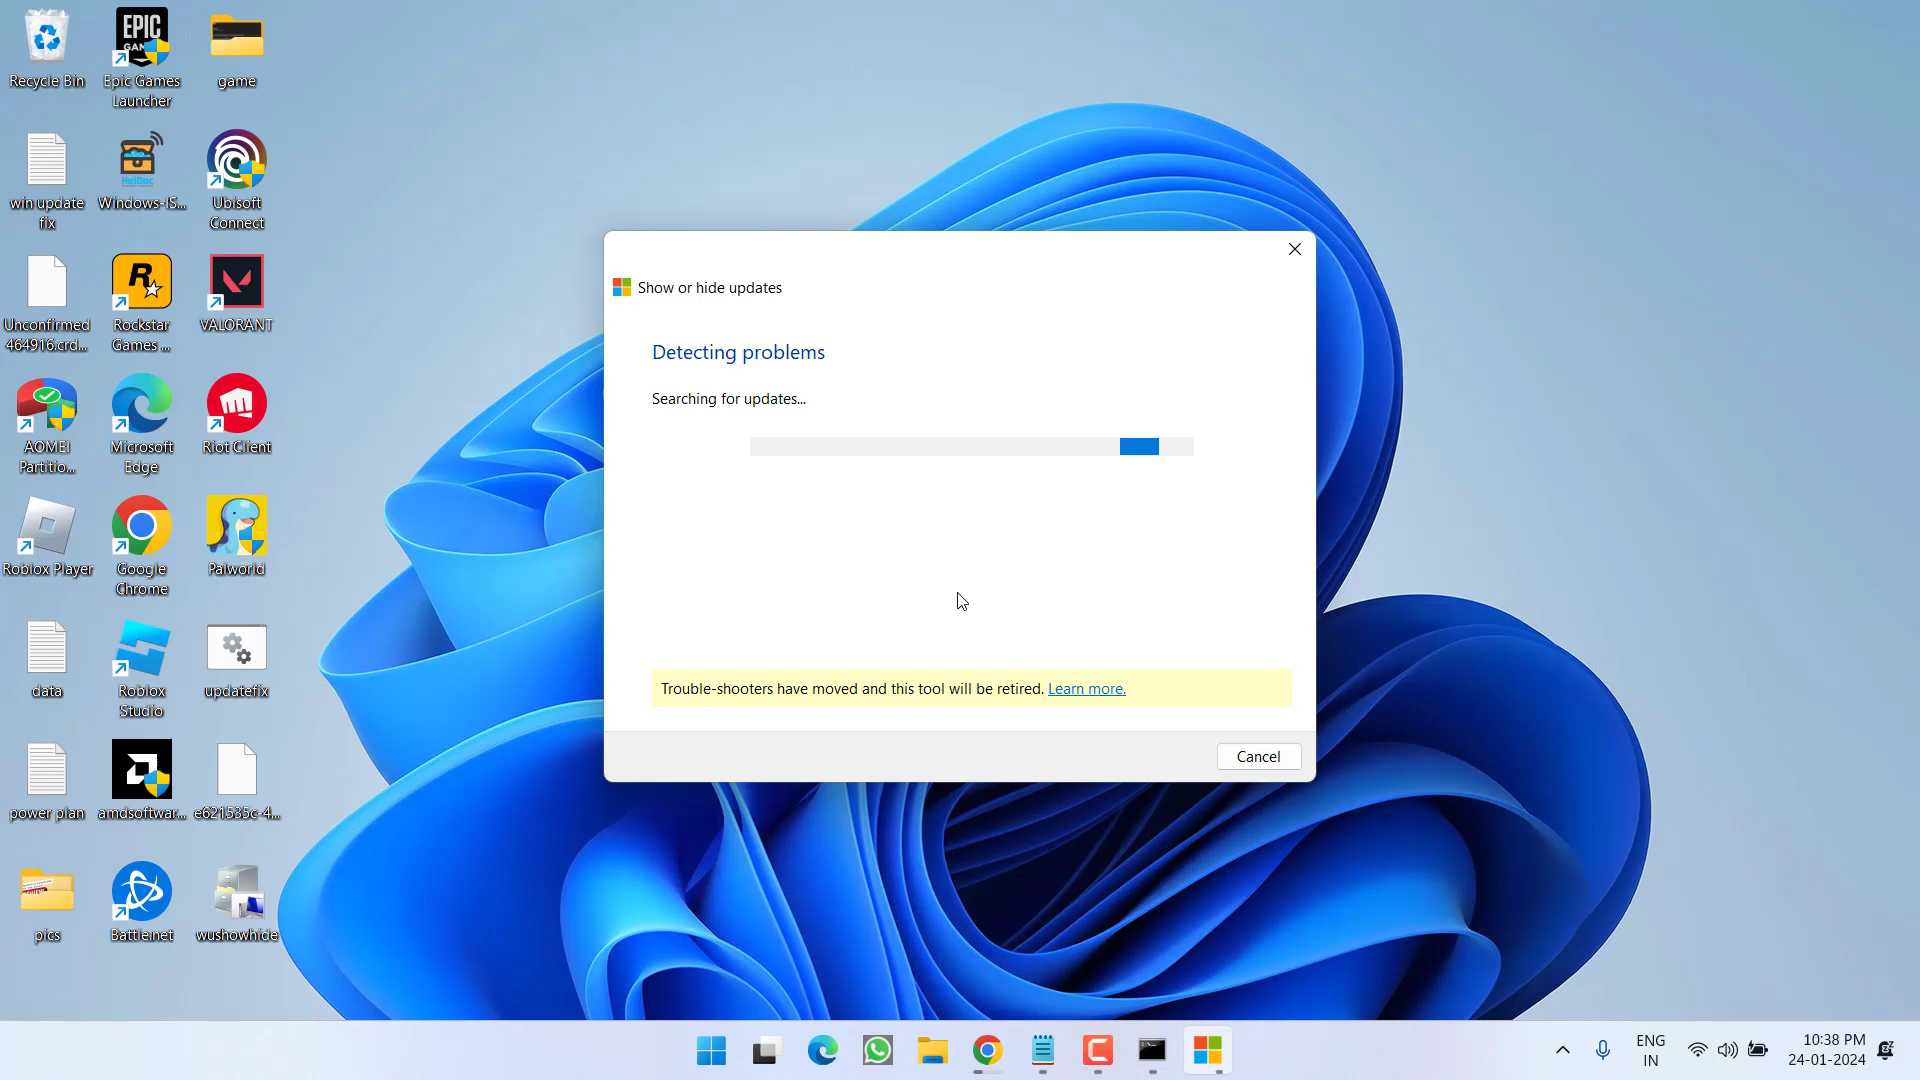 Recycle Bin
EPIC
GAMES
Epic Games
Launcher
game
win update
fix
HeiDoc
Windows-IS...
Ubisoft
Connect
Unconfirmed
464916.crd...
R
Rockstar
Games ...
VALORANT
AOMEI
Partitio...
Microsoft
Edge
Riot Client
Roblox Player
Google
Chrome
Palworld
data
Roblox
Studio
updatefix
power plan
amdsoftwar...
e621535c-4...
pics
Battle.net
wushowhide
Show or hide updates
Detecting problems
Searching for updates...
Trouble-shooters have moved and this tool will be retired. Learn more.
Cancel
ENG
IN
10:38 PM
24-01-2024